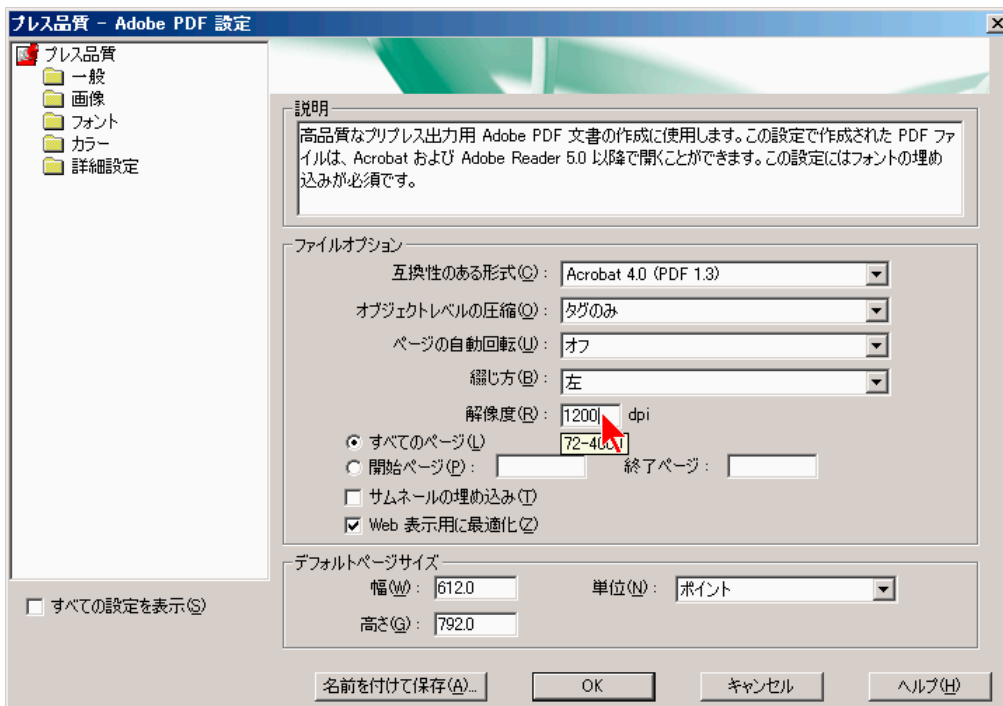 プレス品質 - Adobe PDF 設定
プレス品質
一般
画像
フォント
カラー
詳細設定
すべての設定を表示(S)
説明
高品質なプリプレス出力用 Adobe PDF 文書の作成に使用します。この設定で作成された PDF ファ
イルは、Acrobat および Adobe Reader 5.0 以降で開くことができます。この設定にはフォントの埋め
込みが必須です。
ファイルオプション
互換性のある形式(C): Acrobat 4.0 (PDF 1.3)
オブジェクトレベルの圧縮(O): タグのみ
ページの自動回転(U): オフ
綴じ方(B): 左
解像度(R): 1200 dpi
すべてのページ(L)
開始ページ(P): 終了ページ:
サムネールの埋め込み(T)
Web 表示用に最適化(Z)
デフォルトページサイズ
幅(W): 612.0 単位(N): ポイント
高さ(G): 792.0
名前を付けて保存(A)... OK キャンセル ヘルプ(H)